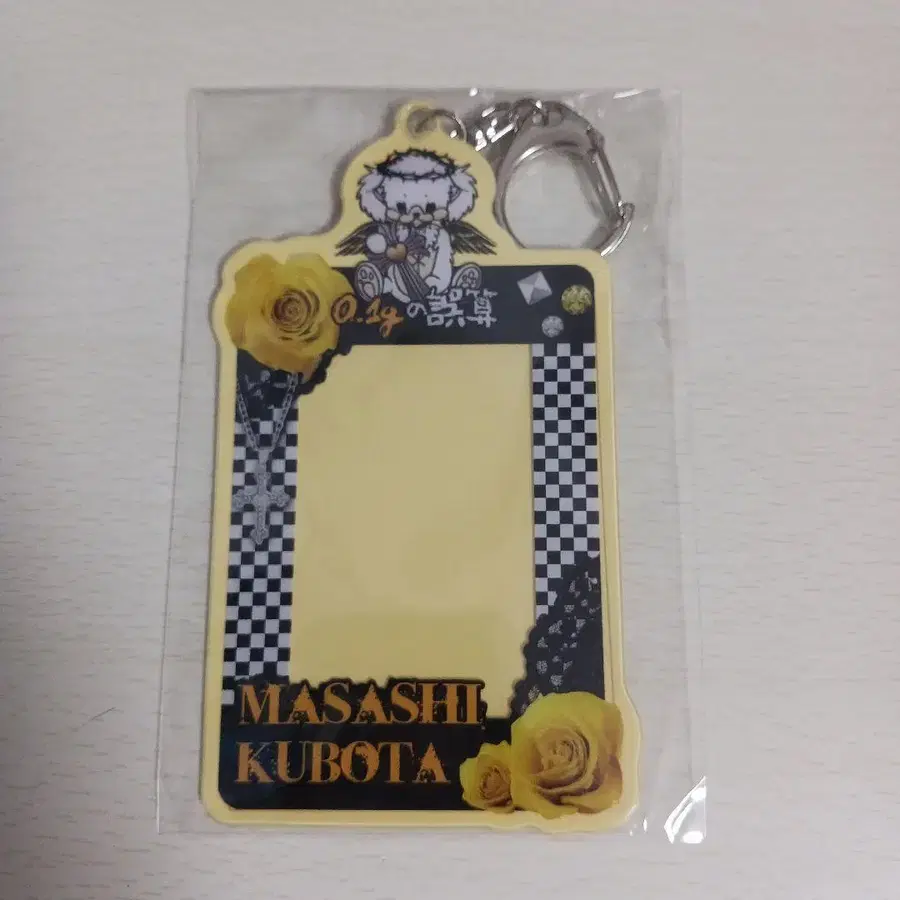 0.1gの誤算
MASASHI
KUBOTA